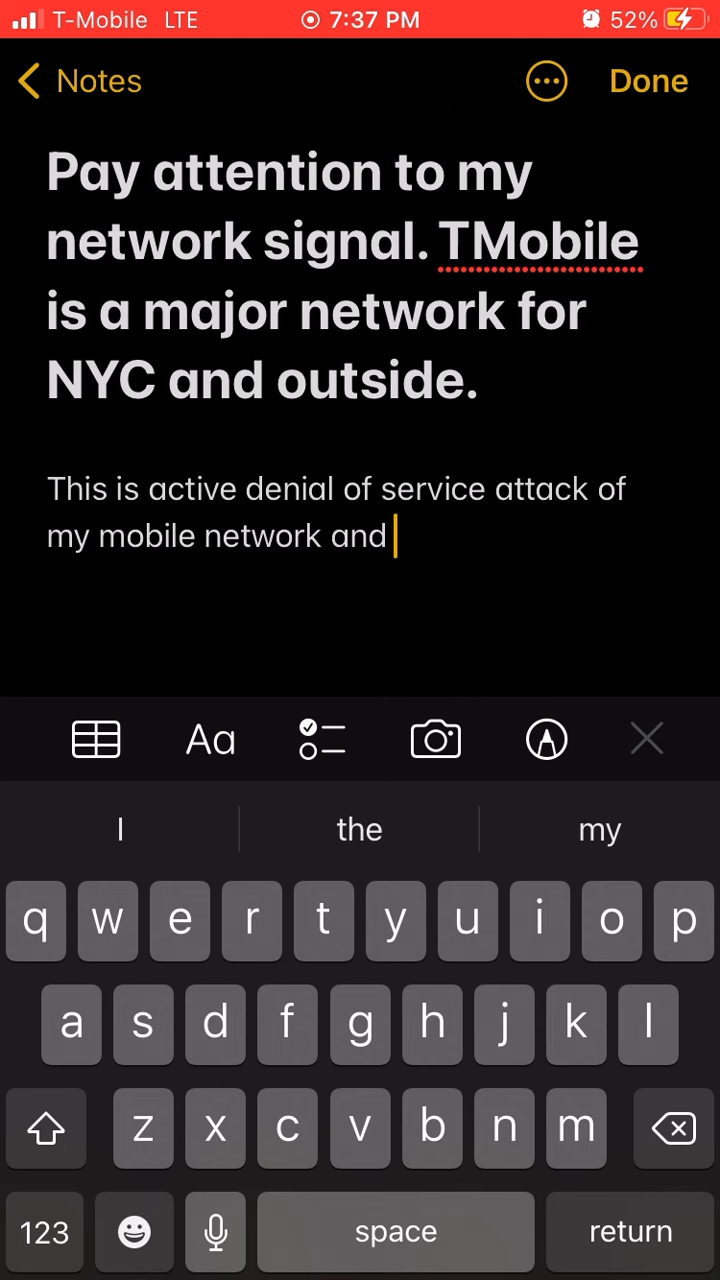 T-Mobile LTE 7:37 PM 52%
Notes Done
Pay attention to my
network signal. TMobile
is a major network for
NYC and outside.
This is active denial of service attack of
my mobile network and
Aa
I the my
q w e r t y u i o p
a s d f g h j k l
z x c v b n m
123 space return